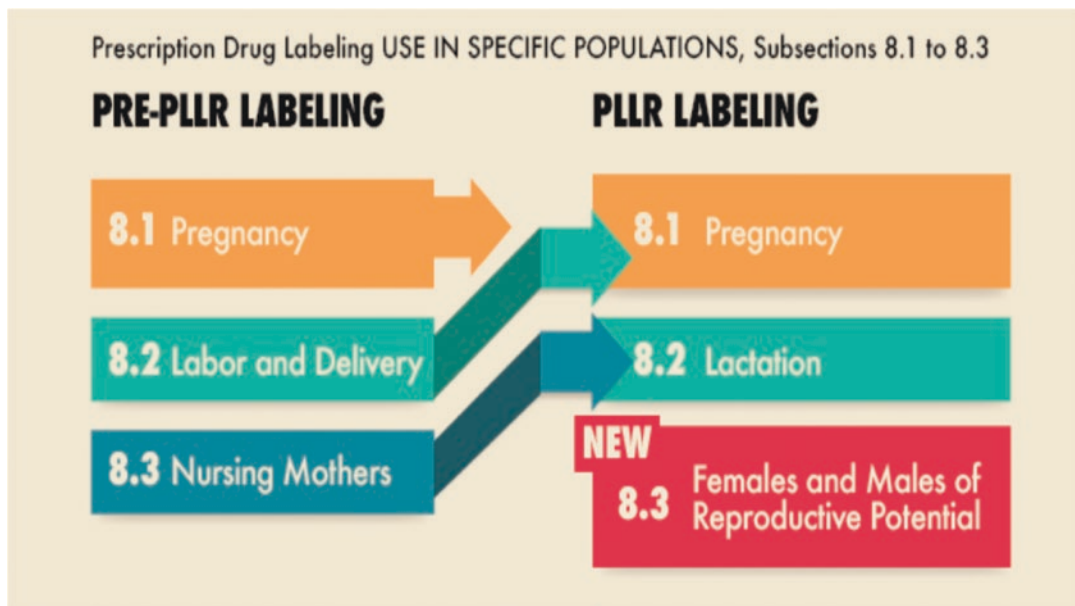 Prescription Drug Labeling USE IN SPECIFIC POPULATIONS, Subsections 8.1 to 8.3
PRE-PLLR LABELING
8.1 Pregnancy
8.2 Labor and Delivery
8.3 Nursing Mothers
PLLR LABELING
8.1 Pregnancy
8.2 Lactation
NEW
8.3 Females and Males of
Reproductive Potential